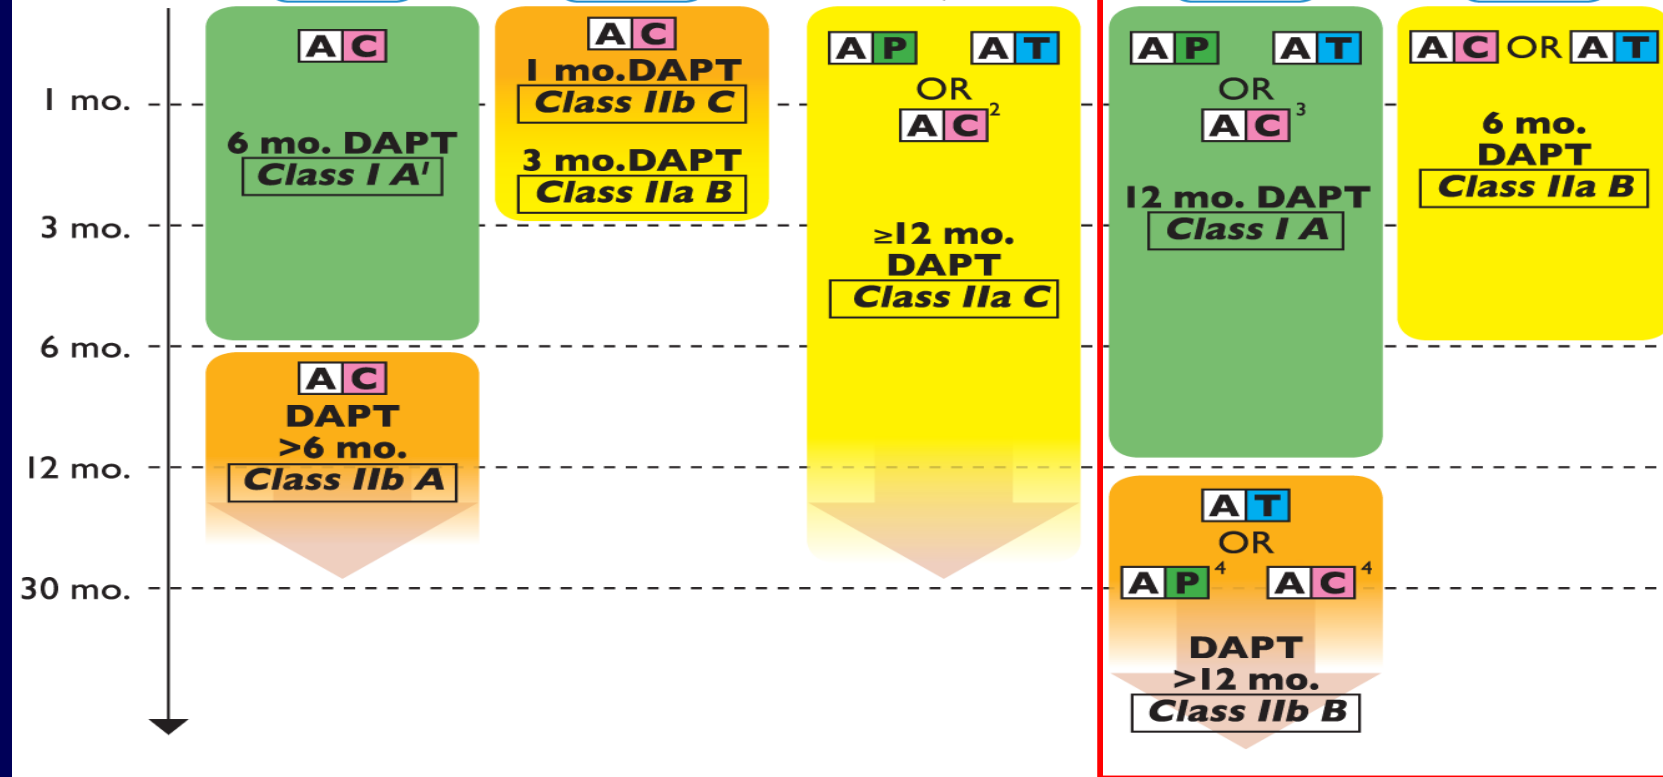 1 mo.
3 mo.
6 mo.
12 mo.
30 mo.
A C
6 mo. DAPT
Class I A¹
A C
DAPT
>6 mo.
Class IIb A
A C
1 mo.DAPT
Class IIb C
3 mo.DAPT
Class IIa B
A P A T
OR
A C ²
≥12 mo.
DAPT
Class IIa C
A P A T
OR
A C ³
12 mo. DAPT
Class I A
A T
OR
A P ⁴ A C ⁴
DAPT
>12 mo.
Class IIb B
A C OR A T
6 mo.
DAPT
Class IIa B